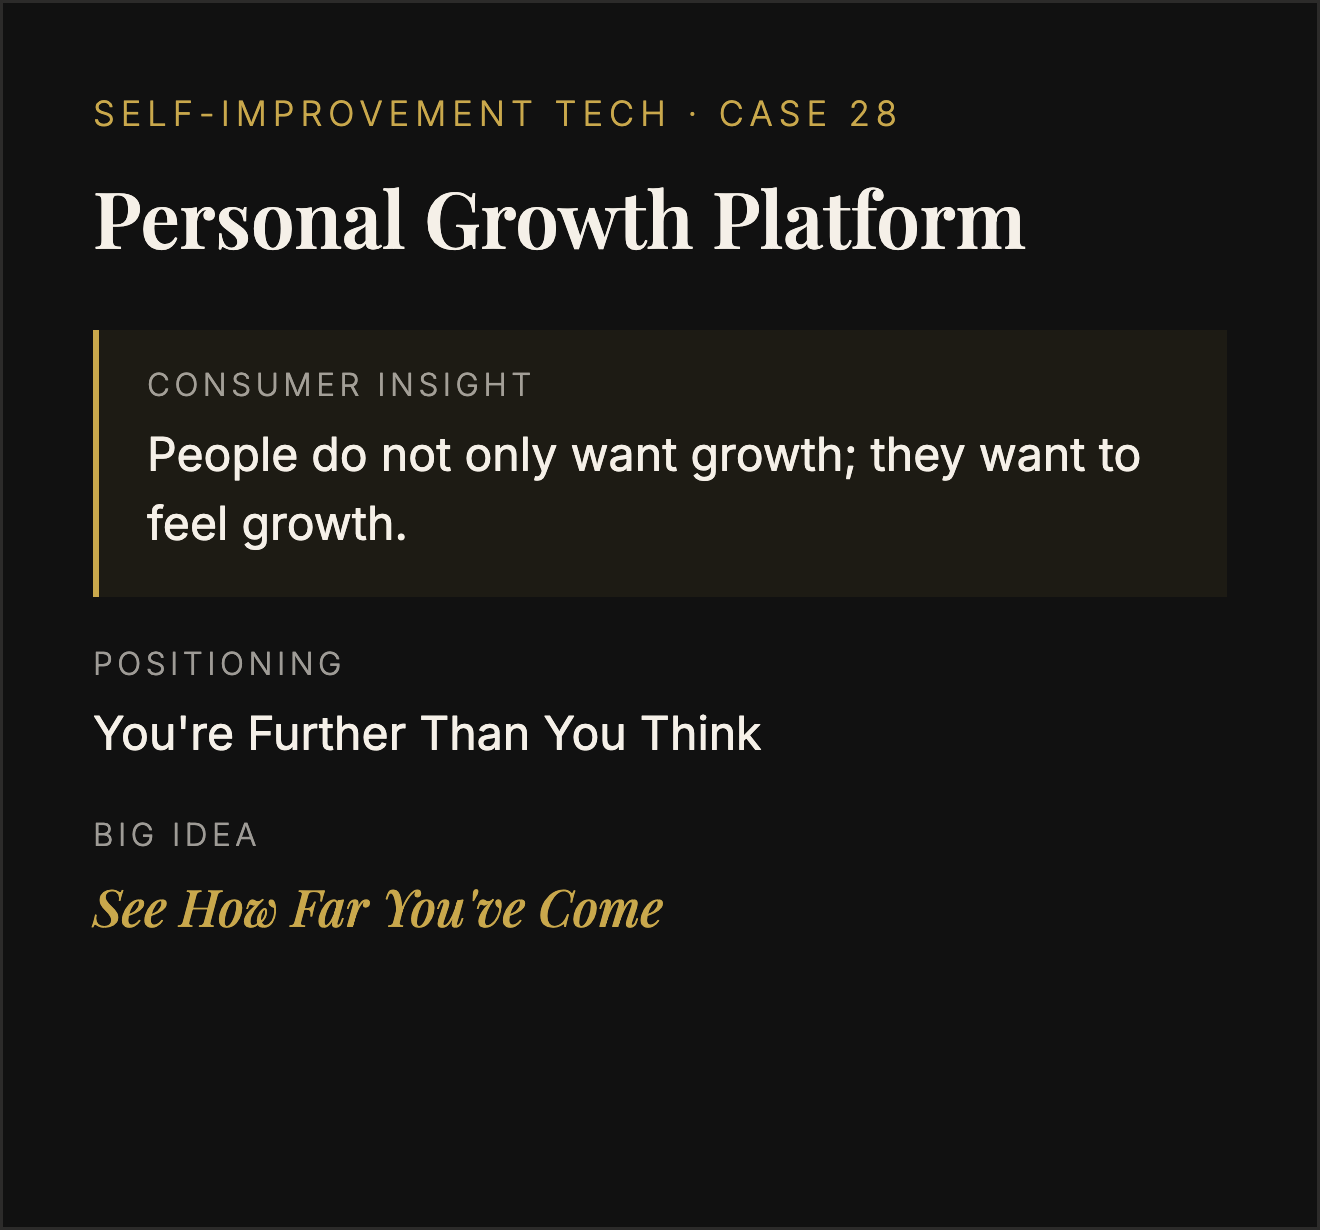 SELF-IMPROVEMENT TECH · CASE 28
Personal Growth Platform
CONSUMER INSIGHT
People do not only want growth; they want to
feel growth.
POSITIONING
You're Further Than You Think
BIG IDEA
See How Far You've Come